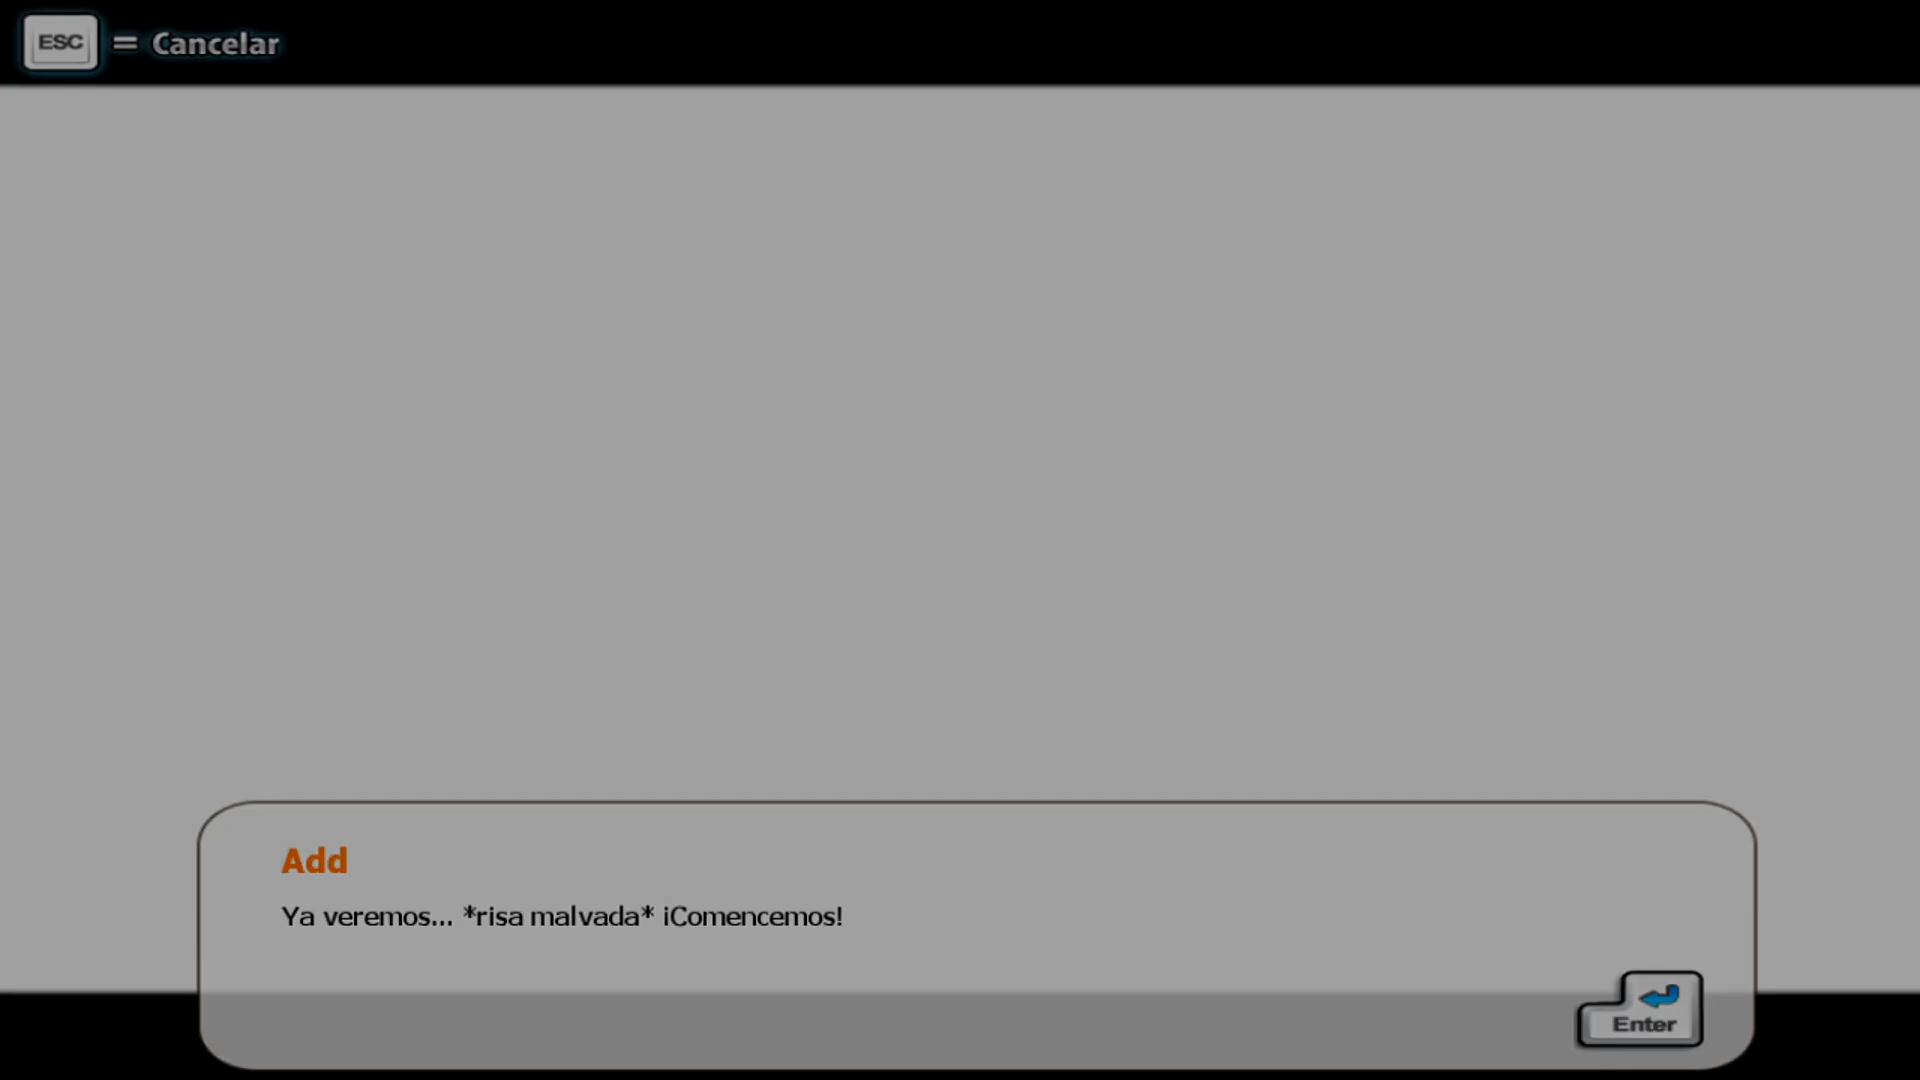 ESC = Cancelar
Add
Ya veremos... *risa malvada* ¡Comencemos!
Enter